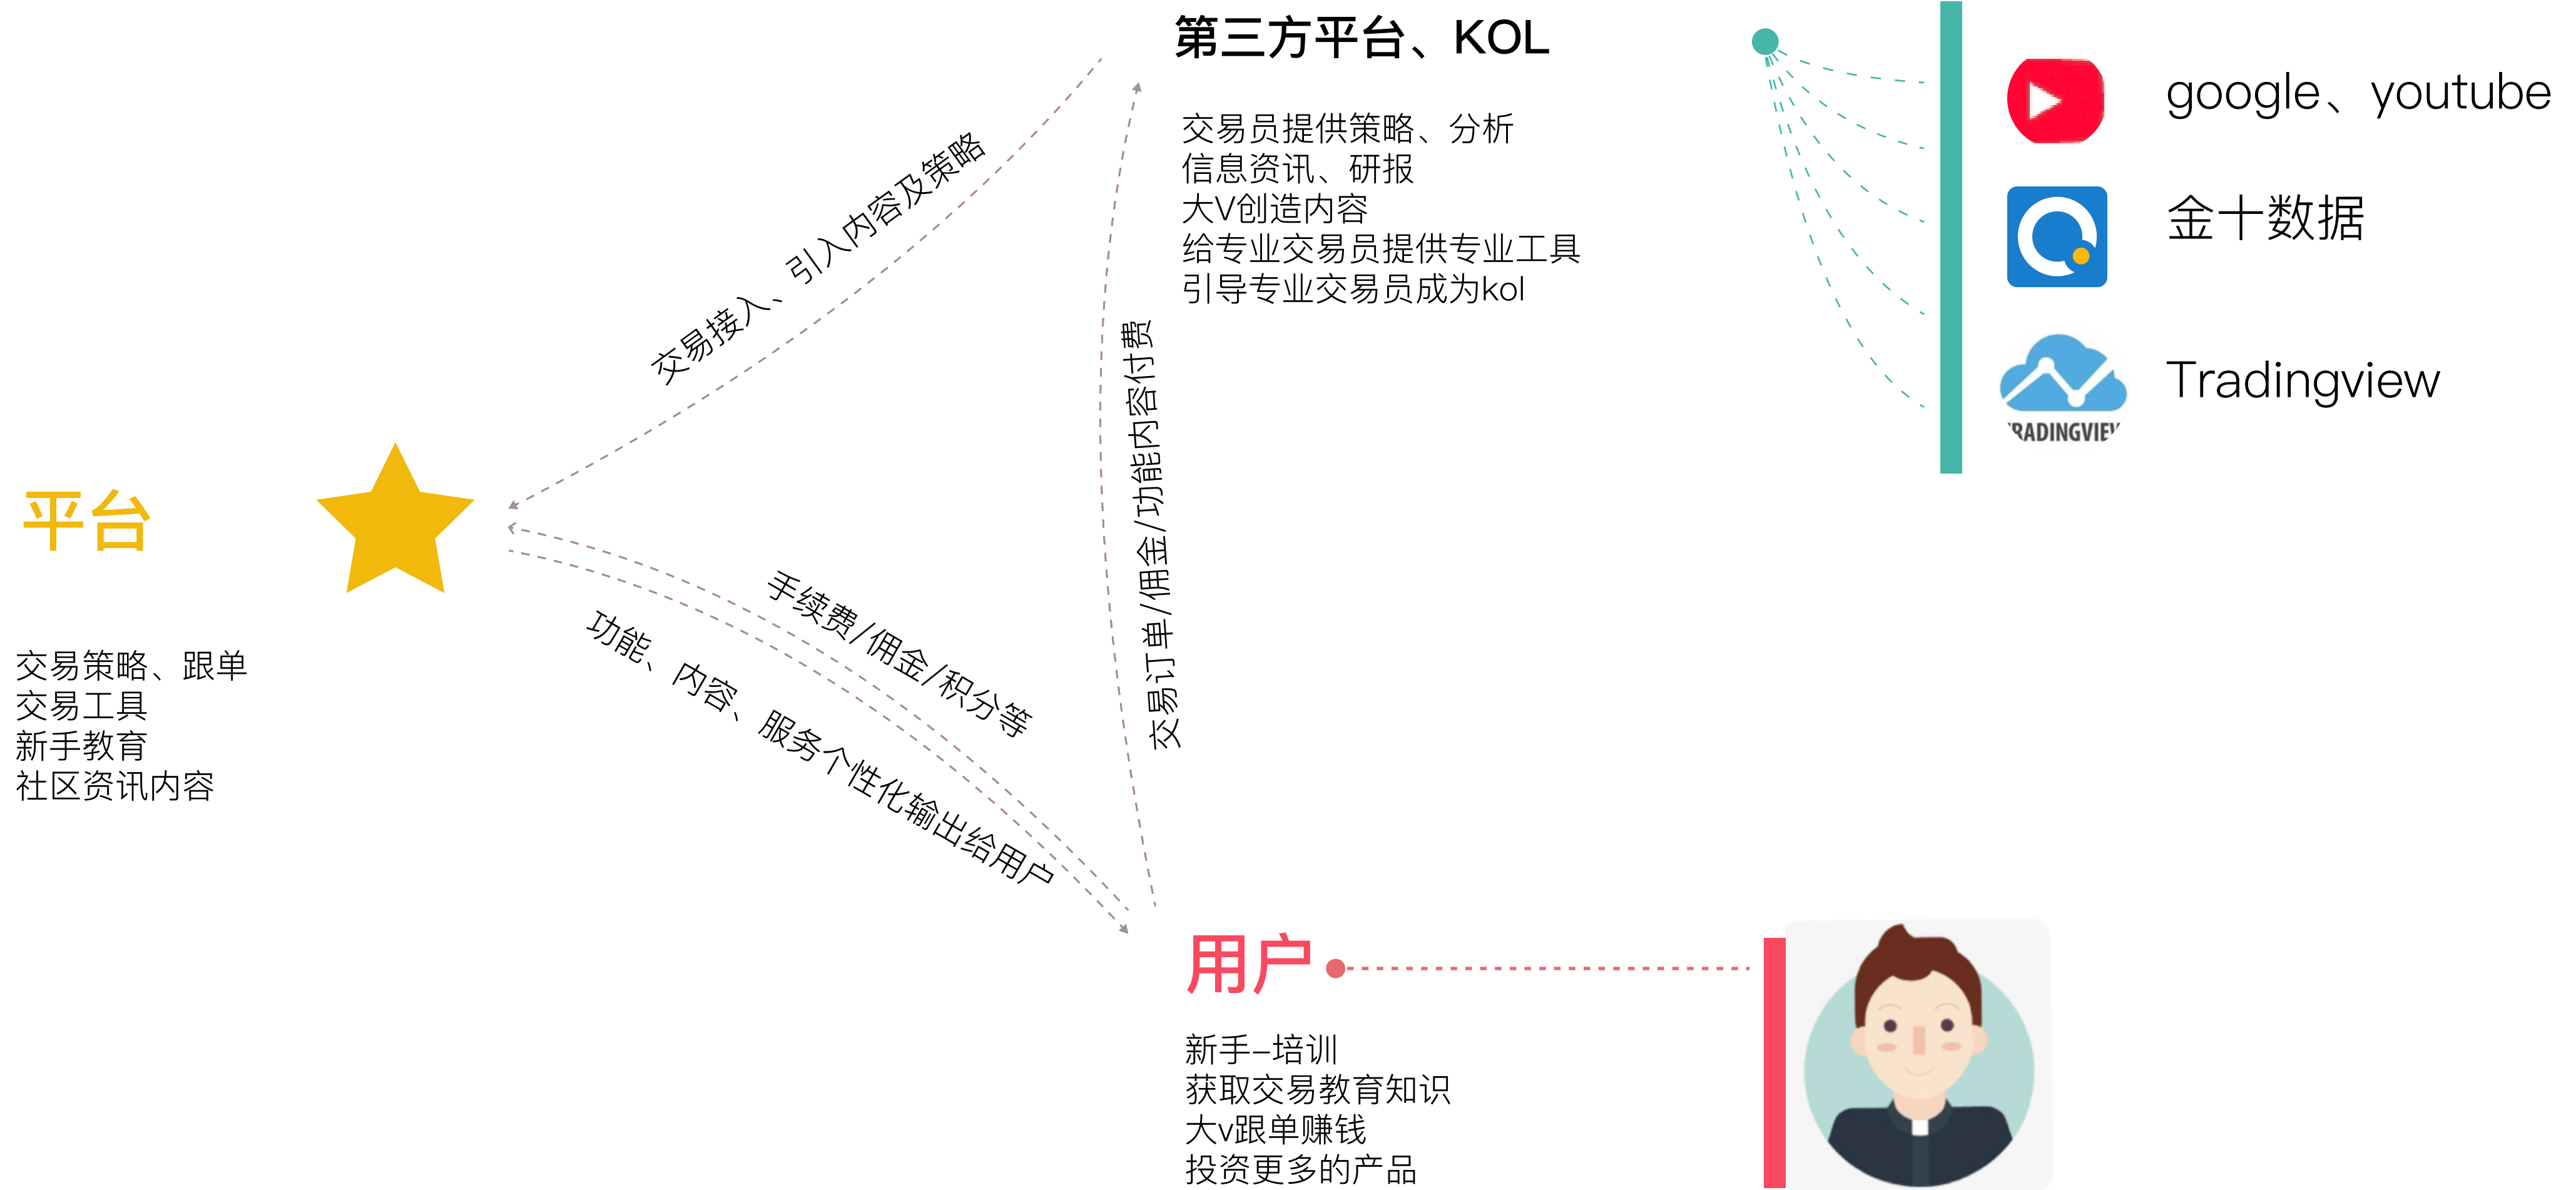 第三方平台、KOL
交易员提供策略、分析
信息资讯、研报
大V创造内容
给专业交易员提供专业工具
引导专业交易员成为kol
google、youtube
金十数据
Tradingview
TRADINGVIEW
交易接入、引入内容及策略
交易订单/佣金/功能内容付费
平台
交易策略、跟单
交易工具
新手教育
社区资讯内容
手续费/佣金/积分等
功能、内容、服务个性化输出给用户
用户
新手–培训
获取交易教育知识
大v跟单赚钱
投资更多的产品